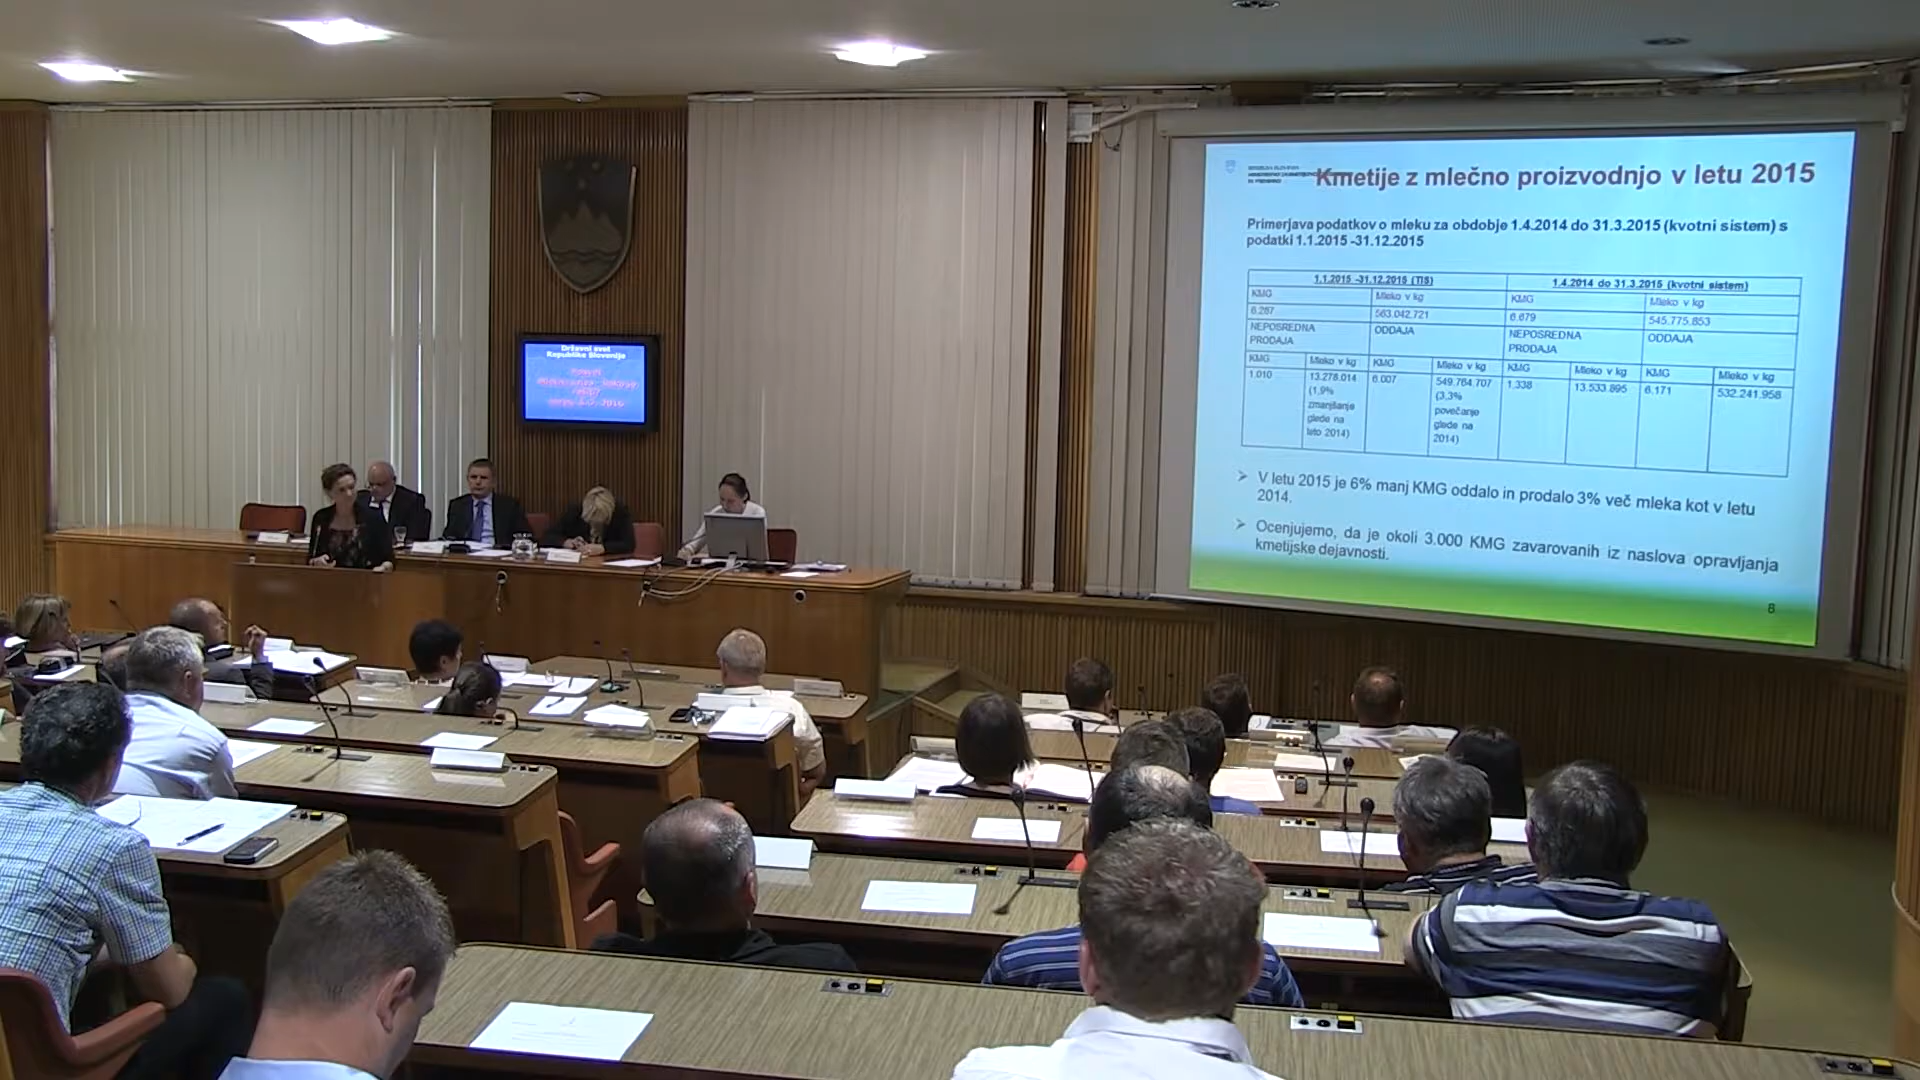 Državni svet
Republike Slovenije
Kmetije z mlečno proizvodnjo v letu 2015
Primerjava podatkov o mleku za obdobje 1.4.2014 do 31.3.2015 (kvotni sistem) s
podatki 1.1.2015 -31.12.2015
1.1.2015 -31.12.2015 (TIS) 1.4.2014 do 31.3.2015 (kvotni sistem)
KMG Mleko v kg KMG Mleko v kg
6.287 563.042.721 6.679 545.775.853
NEPOSREDNA PRODAJA ODDAJA NEPOSREDNA PRODAJA ODDAJA
KMG Mleko v kg KMG Mleko v kg KMG Mleko v kg KMG Mleko v kg
1.010 13.278.014 6.007 549.764.707 1.338 13.533.895 6.171 532.241.958
(1,9% (3,3%
zmanjšanje povečanje
glede na glede na
leto 2014) 2014)
V letu 2015 je 6% manj KMG oddalo in prodalo 3% več mleka kot v letu
2014.
Ocenjujemo, da je okoli 3.000 KMG zavarovanih iz naslova opravljanja
kmetijske dejavnosti.
8